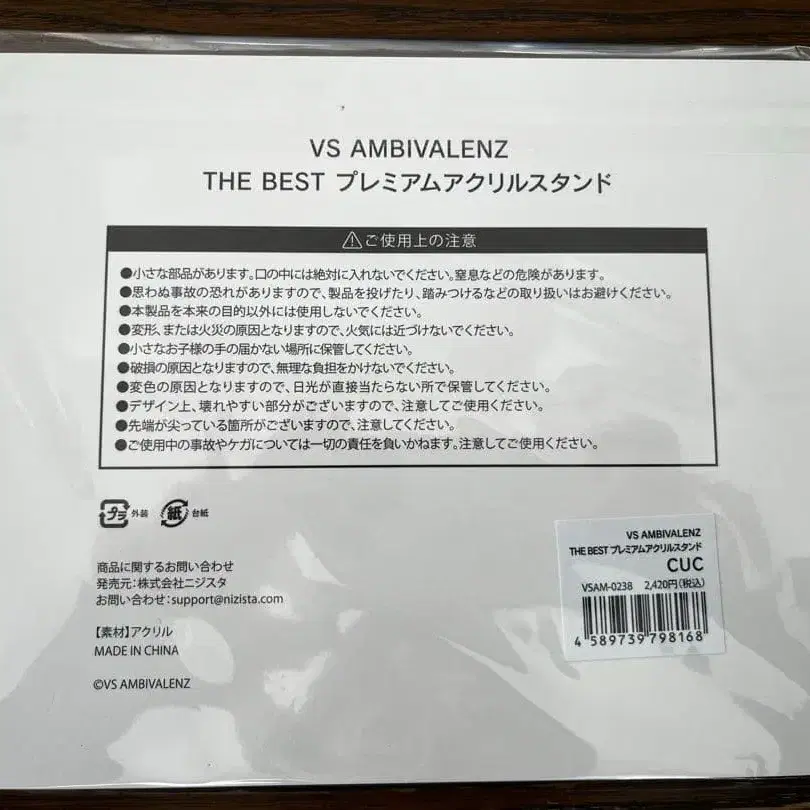 VS AMBIVALENZ
THE BEST プレミアムアクリルスタンド
⚠ご使用上の注意
●小さな部品があります。口の中には絶対に入れないでください。窒息などの危険があります。
●思わぬ事故の恐れがありますので、製品を投げたり、踏みつけるなどの取り扱いはお避けください。
●本製品を本来の目的以外には使用しないでください。
●変形、または火災の原因となりますので、火気には近づけないでください。
●小さなお子様の手の届かない場所に保管してください。
●破損の原因となりますので、無理な負担をかけないでください。
●変色の原因となりますので、日光が直接当たらない所で保管してください。
●デザイン上、壊れやすい部分がございますので、注意してご使用ください。
●先端が尖っている箇所がございますので、注意してください。
●ご使用中の事故やケガについては一切の責任を負いかねます。注意してご使用ください。
プラ 外装 紙 台紙
商品に関するお問い合わせ
発売元:株式会社ニジスタ
お問い合わせ:support@nizista.com
【素材】アクリル
MADE IN CHINA
©VS AMBIVALENZ
VS AMBIVALENZ
THE BEST プレミアムアクリルスタンド
CUC
VSAM-0238 2,420円(税込)
4 589739 798168